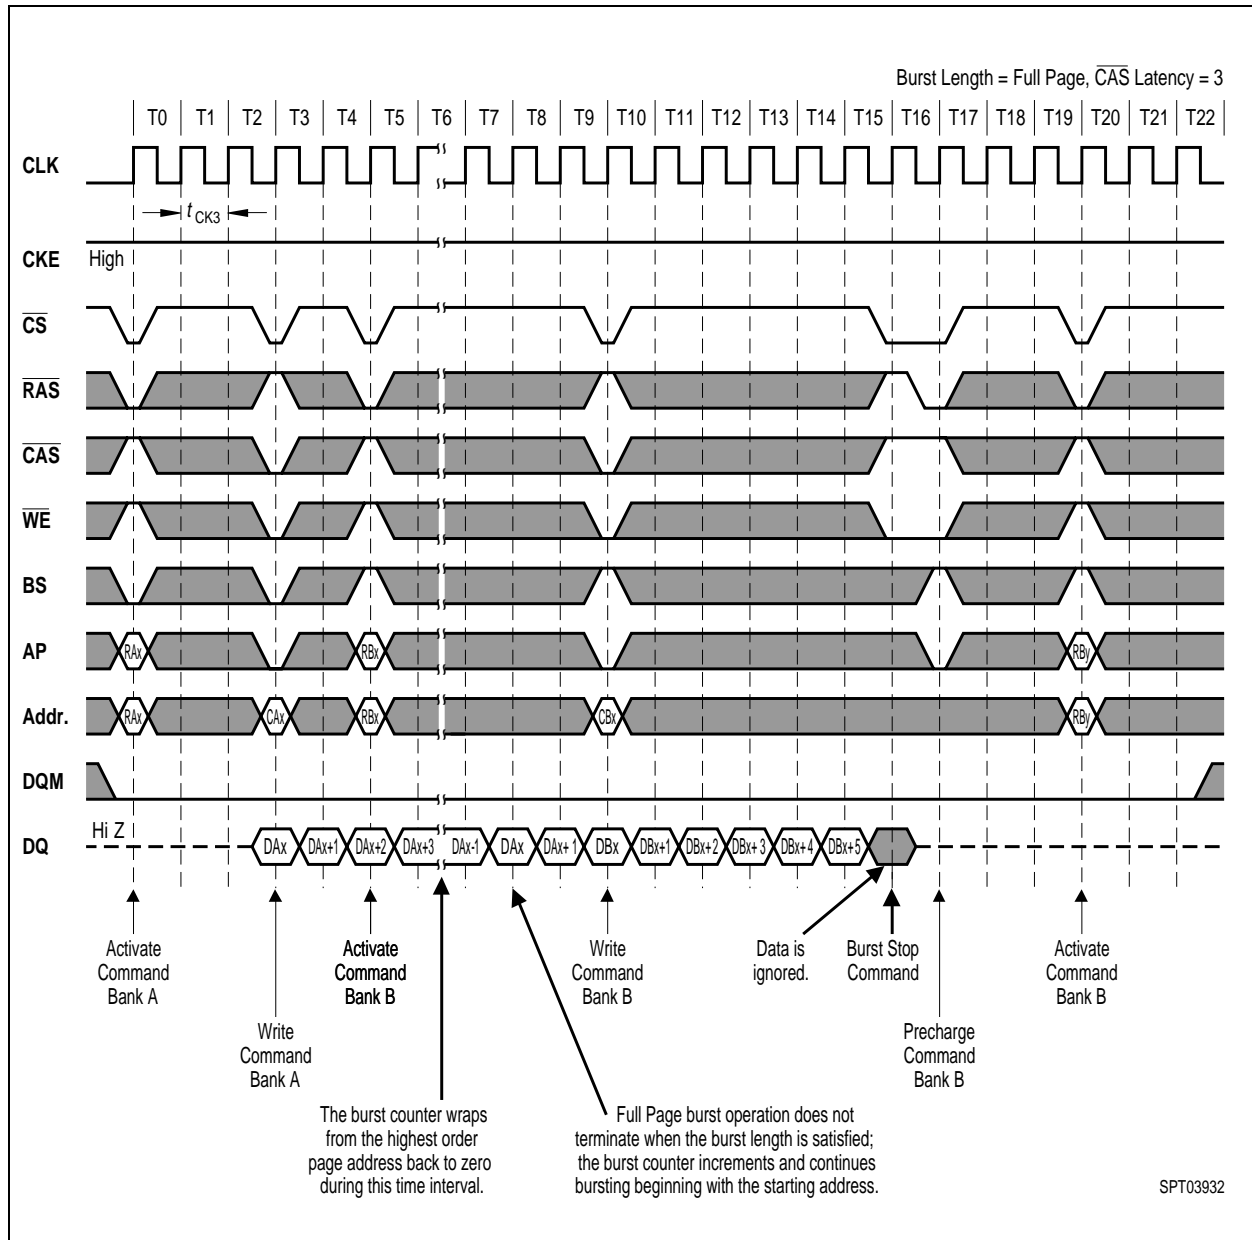 Burst Length = Full Page, CAS Latency = 3
T0 T1 T2 T3 T4 T5 T6 T7 T8 T9 T10 T11 T12 T13 T14 T15 T16 T17 T18 T19 T20 T21 T22
CLK
t CK3
CKE High
CS
RAS
CAS
WE
BS
AP RAx RBx RBy
Addr. RAx CAx RBx CBx RBy
DQM
Hi Z
DQ DAx DAx+1 DAx+2 DAx+3 DAx-1 DAx DAx+ 1 DBx DBx+1 DBx+2 DBx+ 3 DBx+ 4 DBx+ 5
Activate
Command
Bank A
Write
Command
Bank A
Activate
Command
Bank B
Write
Command
Bank B
Data is
ignored.
Burst Stop
Command
Precharge
Command
Bank B
Activate
Command
Bank B
The burst counter wraps
from the highest order
page address back to zero
during this time interval.
Full Page burst operation does not
terminate when the burst length is satisfied;
the burst counter increments and continues
bursting beginning with the starting address.
SPT03932